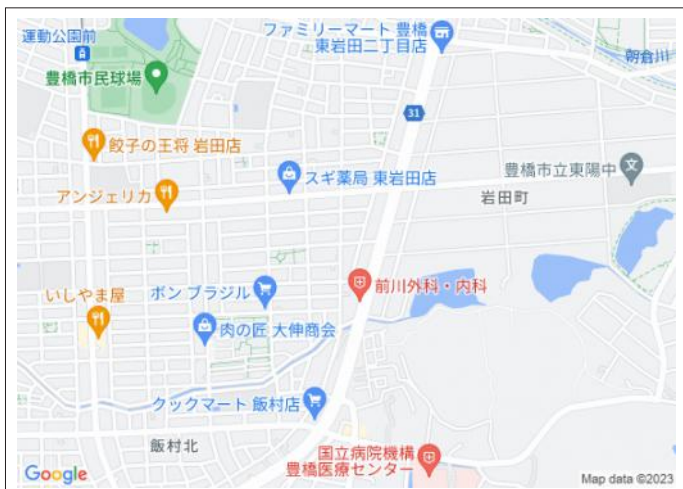 運動公園前
ファミリーマート 豊橋
東岩田二丁目店
朝倉川
豊橋市民球場
31
餃子の王将 岩田店
豊橋市立東陽中
スギ薬局 東岩田店
アンジェリカ
岩田町
いしやま屋
ボン ブラジル
前川外科・内科
肉の匠 大伸商会
クックマート 飯村店
飯村北
国立病院機構
豊橋医療センター
Google
Map data ©2023